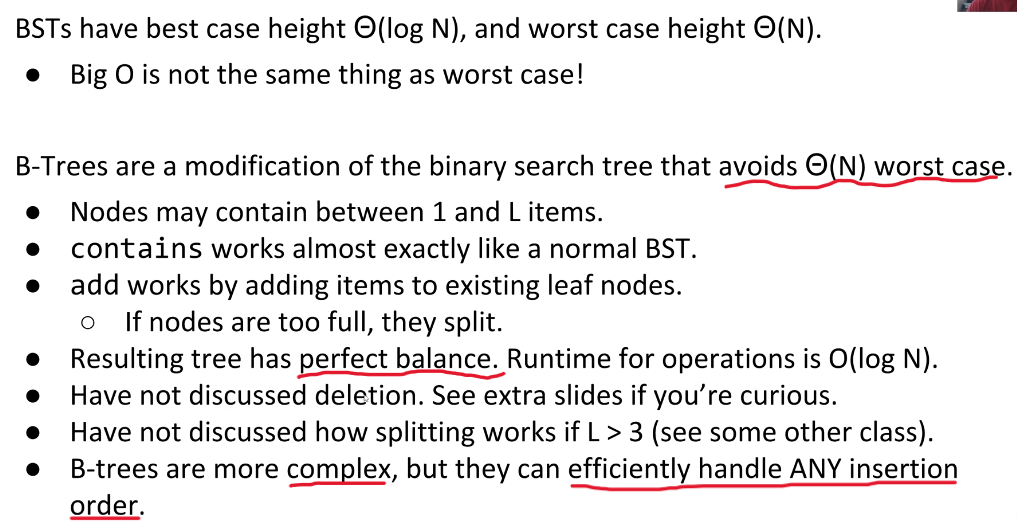 BSTs have best case height Θ(log N), and worst case height Θ(N).
● Big O is not the same thing as worst case!
B-Trees are a modification of the binary search tree that avoids Θ(N) worst case.
● Nodes may contain between 1 and L items.
● contains works almost exactly like a normal BST.
● add works by adding items to existing leaf nodes.
○ If nodes are too full, they split.
● Resulting tree has perfect balance. Runtime for operations is O(log N).
● Have not discussed deletion. See extra slides if you’re curious.
● Have not discussed how splitting works if L > 3 (see some other class).
● B-trees are more complex, but they can efficiently handle ANY insertion
order.